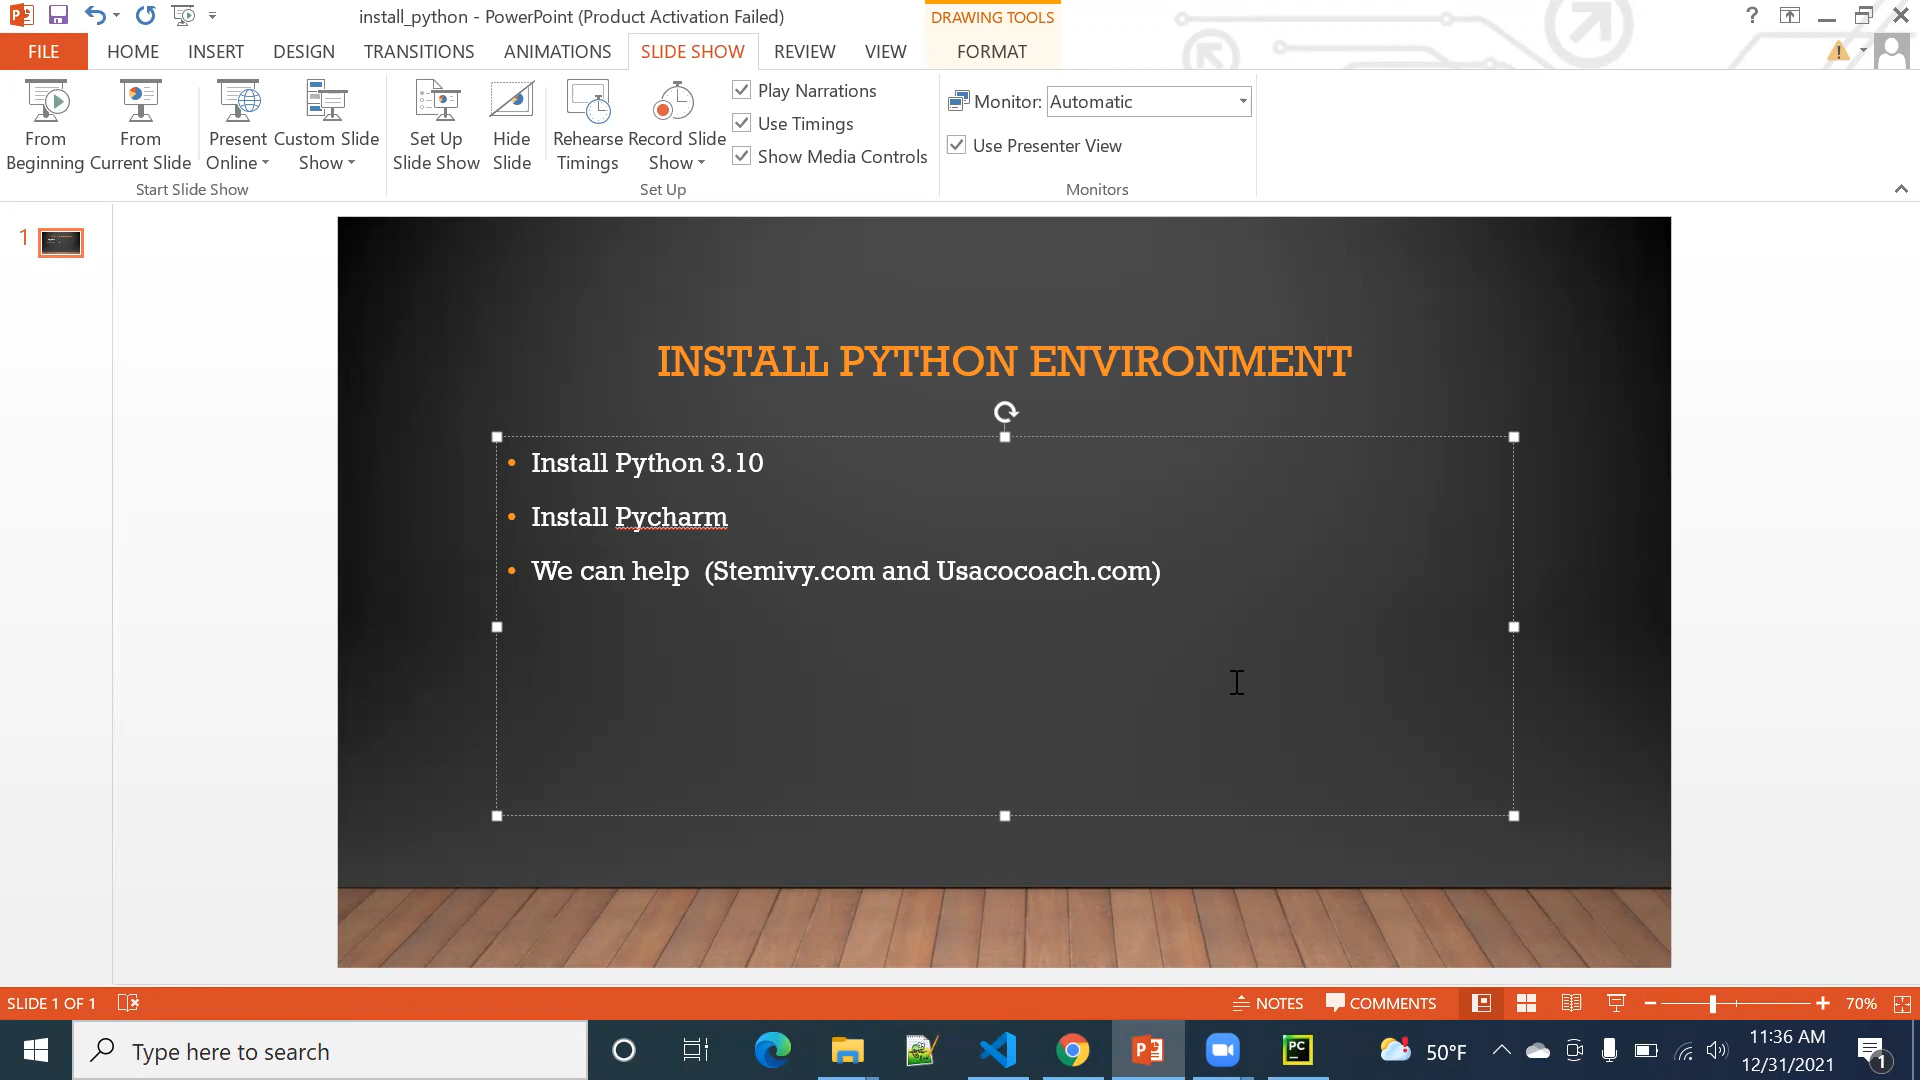 install_python - PowerPoint (Product Activation Failed)
DRAWING TOOLS
?
FILE HOME INSERT DESIGN TRANSITIONS ANIMATIONS SLIDE SHOW REVIEW VIEW FORMAT
From Beginning
From Current Slide
Present Online
Custom Slide Show
Start Slide Show
Set Up Slide Show
Hide Slide
Rehearse Timings
Record Slide Show
Play Narrations
Use Timings
Show Media Controls
Set Up
Monitor: Automatic
Use Presenter View
Monitors
1
INSTALL PYTHON ENVIRONMENT
• Install Python 3.10
• Install Pycharm
• We can help (Stemivy.com and Usacocoach.com)
SLIDE 1 OF 1
NOTES
COMMENTS
70%
Type here to search
PC
50°F
11:36 AM
12/31/2021
1